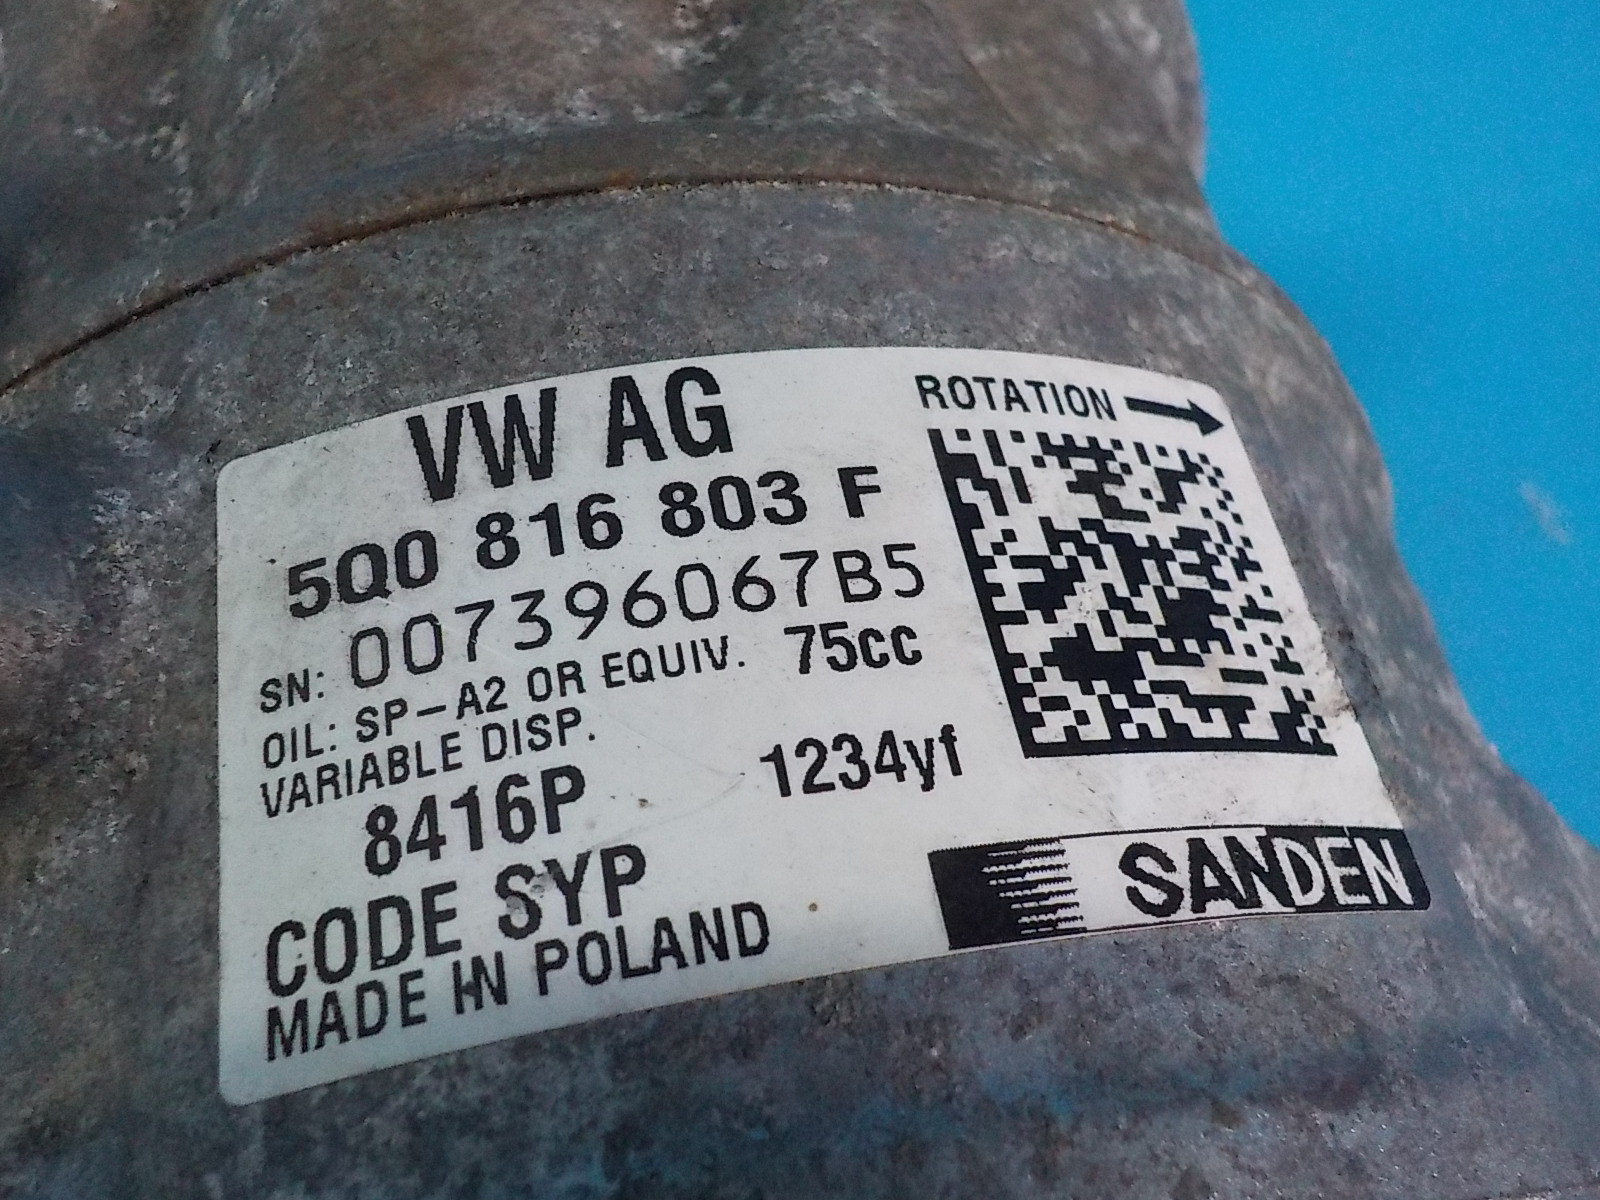 VW AG
ROTATION
5Q0 816 803 F
SN: 007396067B5
OIL: SP-A2 OR EQUIV. 75cc
VARIABLE DISP.
8416P 1234yf
CODE SYP
MADE IN POLAND
SANDEN